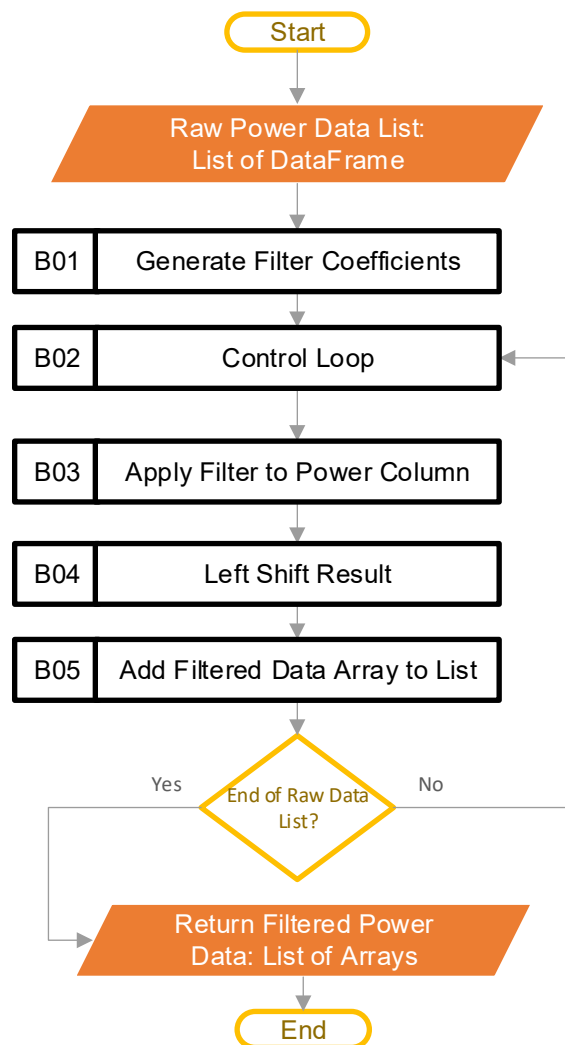 Start
Raw Power Data List:
List of DataFrame
B01 Generate Filter Coefficients
B02 Control Loop
B03 Apply Filter to Power Column
B04 Left Shift Result
B05 Add Filtered Data Array to List
Yes
End of Raw Data
List?
No
Return Filtered Power
Data: List of Arrays
End